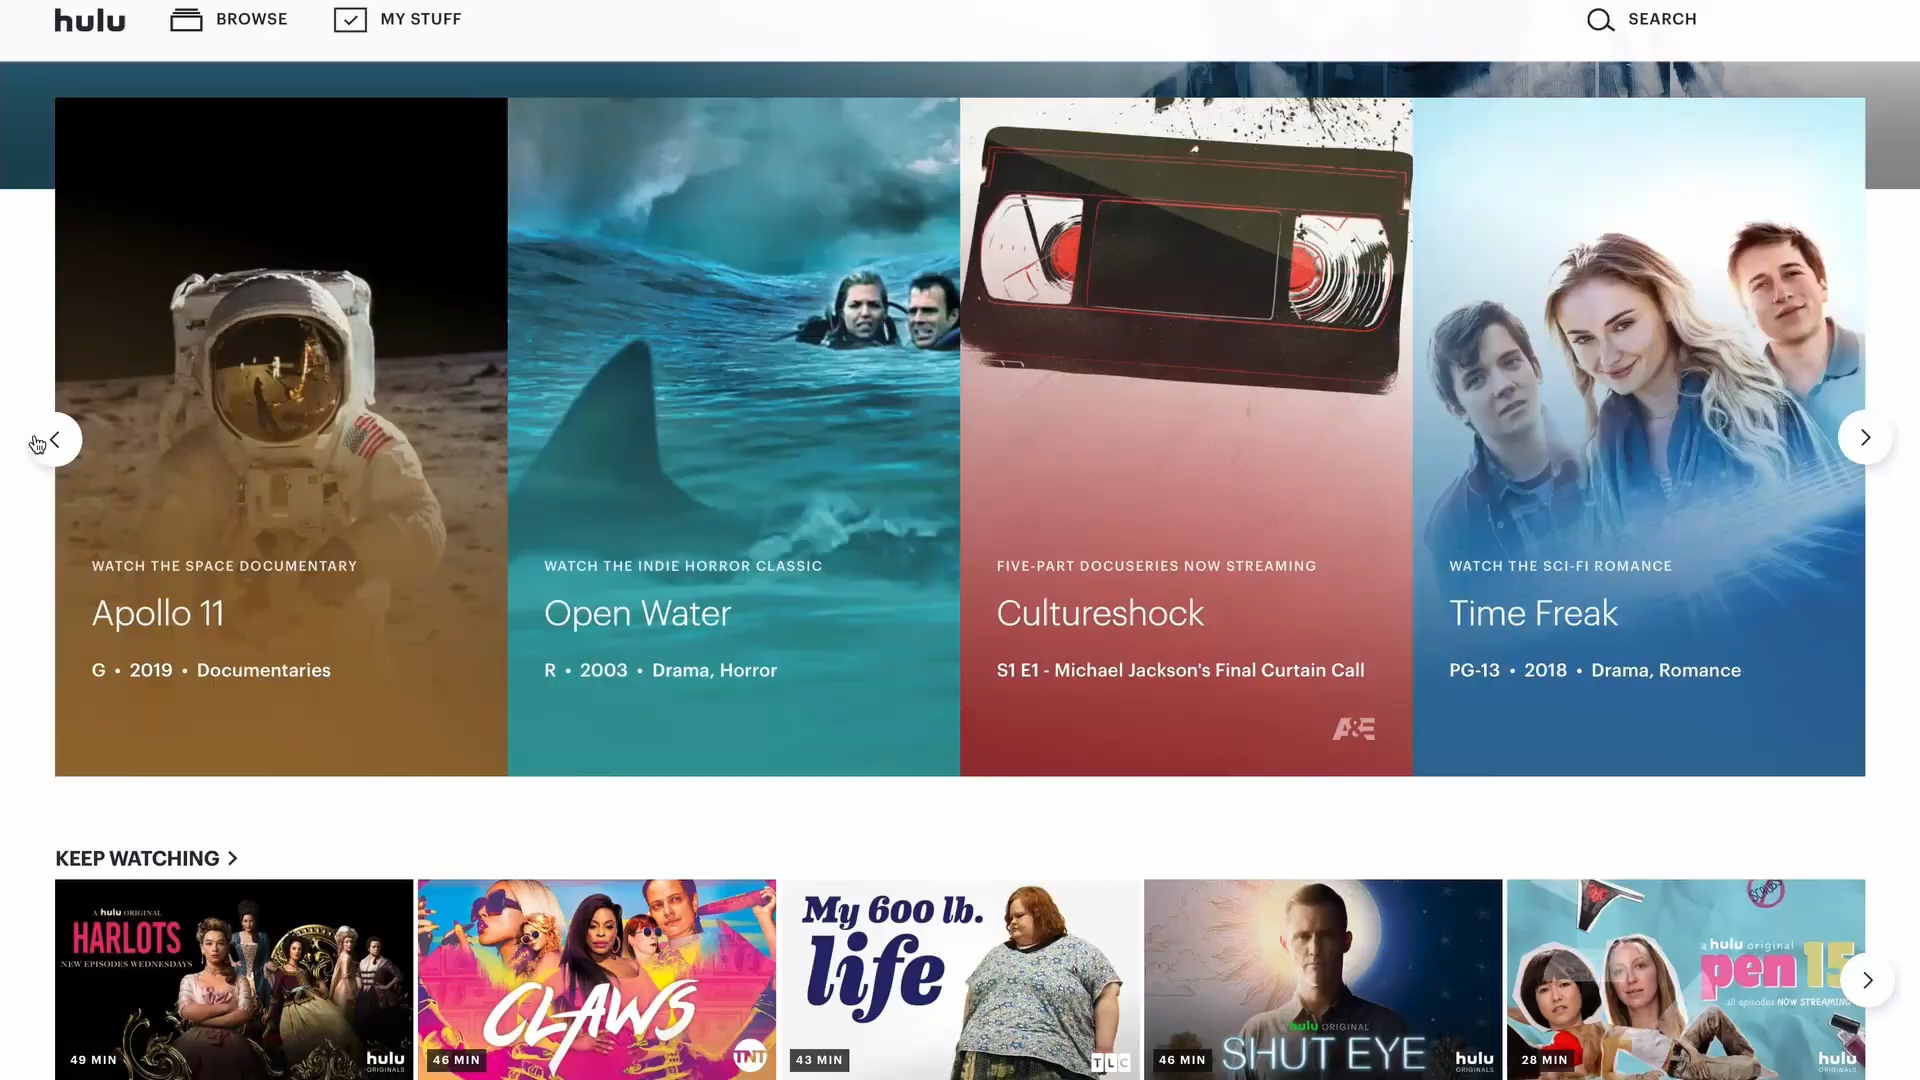 hulu
BROWSE
MY STUFF
SEARCH
WATCH THE SPACE DOCUMENTARY
Apollo 11
G • 2019 • Documentaries
WATCH THE INDIE HORROR CLASSIC
Open Water
R • 2003 • Drama, Horror
FIVE-PART DOCUSERIES NOW STREAMING
Cultureshock
S1 E1 - Michael Jackson's Final Curtain Call
A&E
WATCH THE SCI-FI ROMANCE
Time Freak
PG-13 • 2018 • Drama, Romance
KEEP WATCHING
A hulu ORIGINAL
HARLOTS
NEW EPISODES WEDNESDAYS
49 MIN
hulu
ORIGINALS
CLAWS
46 MIN
TNT
My 600 lb.
life
43 MIN
TLC
A hulu ORIGINAL
SHUT EYE
46 MIN
hulu
ORIGINALS
SCRUBS
a hulu original
pen15
all episodes NOW STREAMING
28 MIN
hulu
ORIGINALS